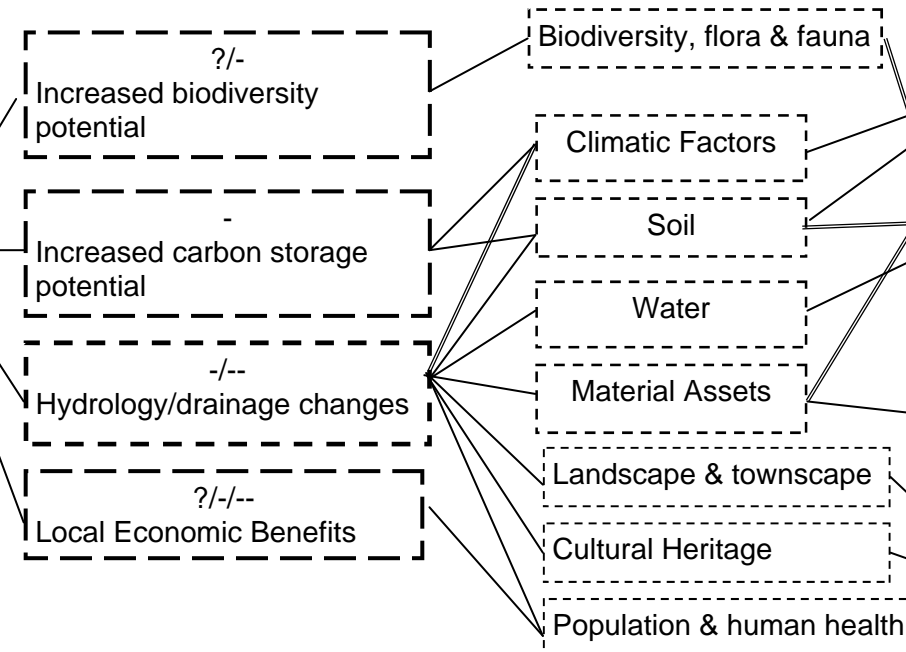 ?/-
Increased biodiversity
potential
-
Increased carbon storage
potential
-/--
Hydrology/drainage changes
?/-/--
Local Economic Benefits
Biodiversity, flora & fauna
Climatic Factors
Soil
Water
Material Assets
Landscape & townscape
Cultural Heritage
Population & human health